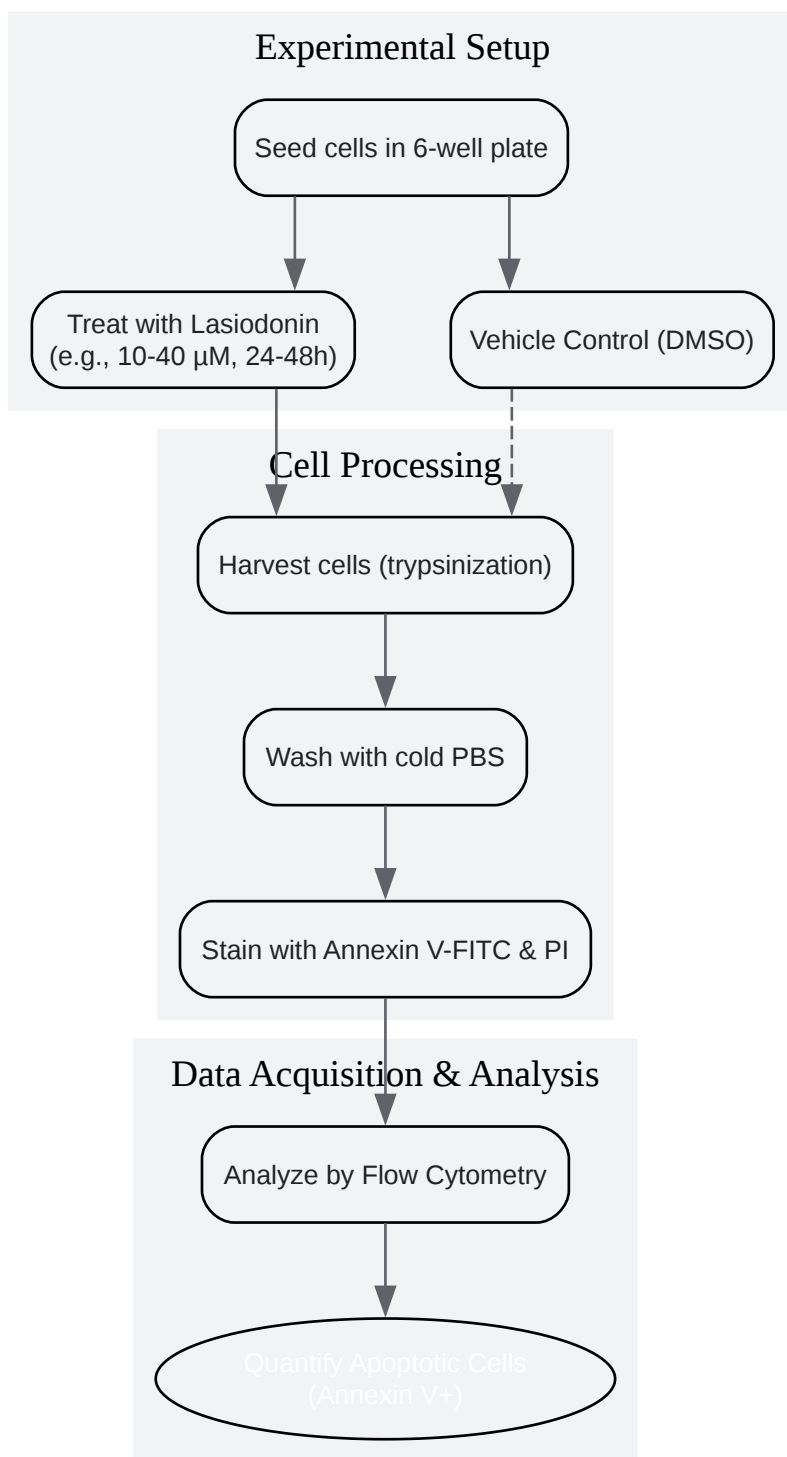 Experimental Setup
Seed cells in 6-well plate
Treat with Lasiodonin
(e.g., 10-40 µM, 24-48h)
Vehicle Control (DMSO)
Cell Processing
Harvest cells (trypsinization)
Wash with cold PBS
Stain with Annexin V-FITC & PI
Data Acquisition & Analysis
Analyze by Flow Cytometry
Quantify Apoptotic Cells
(Annexin V+)